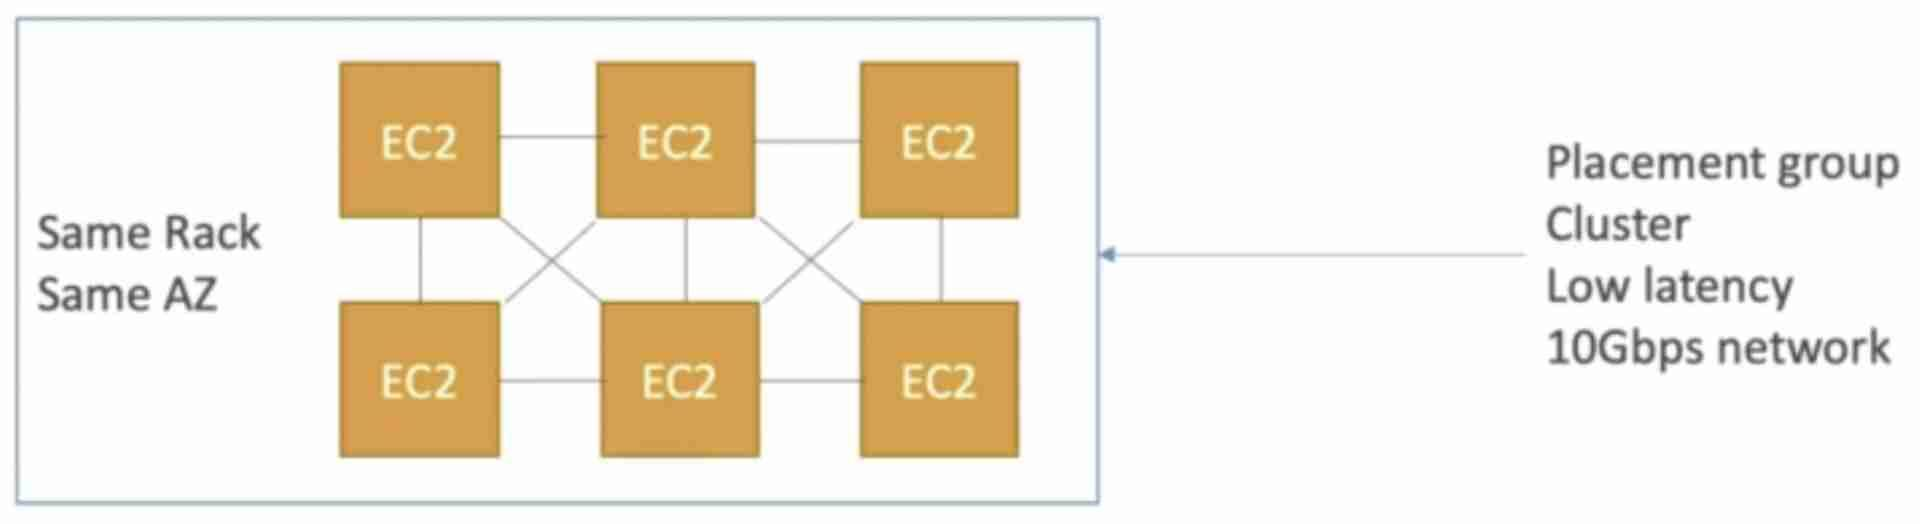 EC2 EC2 EC2
Same Rack
Same AZ
EC2 EC2 EC2
Placement group
Cluster
Low latency
10Gbps network